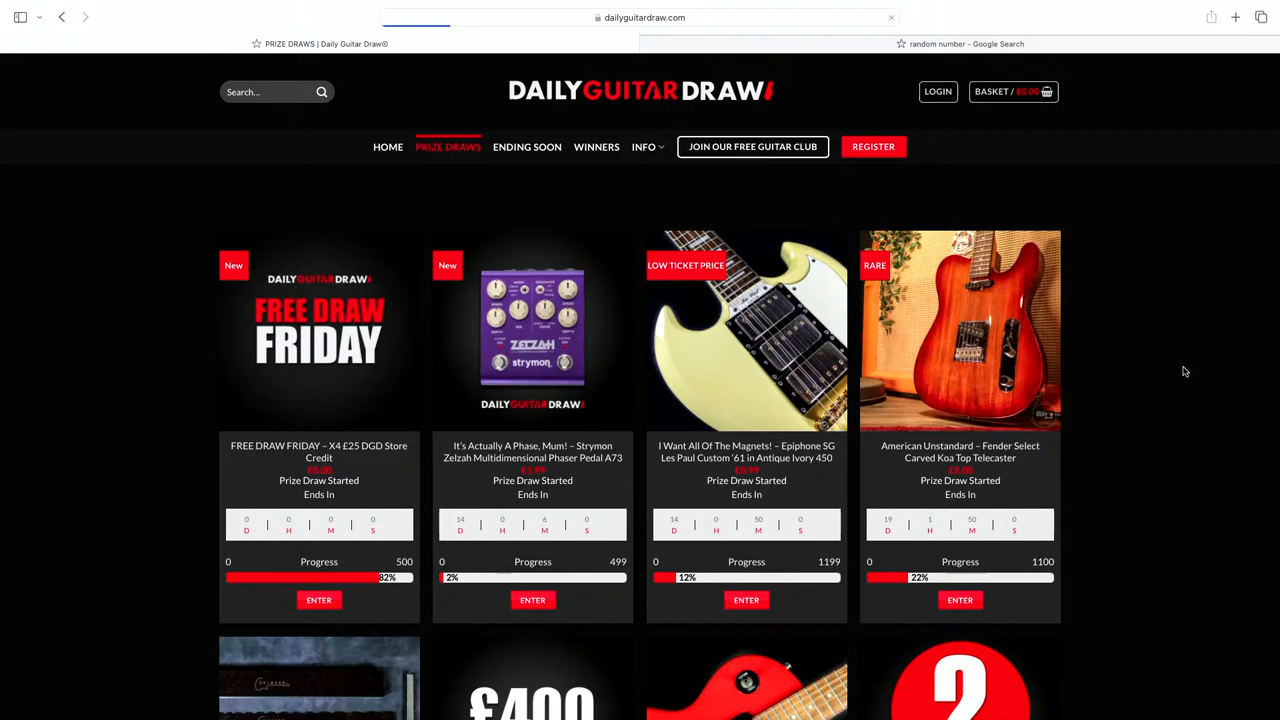 dailyguitardraw.com
PRIZE DRAWS | Daily Guitar Draw®
random number - Google Search
Search...
DAILYGUITARDRAW
LOGIN
BASKET / £0.00
HOME
PRIZE DRAWS
ENDING SOON
WINNERS
INFO
JOIN OUR FREE GUITAR CLUB
REGISTER
New
DAILYGUITARDRAW
FREE DRAW
FRIDAY
New
ZELZAH
strymon
DAILYGUITARDRAW
LOW TICKET PRICE
RARE
FREE DRAW FRIDAY – X4 £25 DGD Store
Credit
£0.00
Prize Draw Started
Ends In
0 0 0 0
D H M S
0 Progress 500
82%
ENTER
It's Actually A Phase, Mum! – Strymon
Zelzah Multidimensional Phaser Pedal A73
Prize Draw Started
Ends In
14 0 6 0
D H M S
0 Progress 499
2%
ENTER
I Want All Of The Magnets! – Epiphone SG
Les Paul Custom '61 in Antique Ivory 450
£0.99
Prize Draw Started
Ends In
14 0 50 0
D H M S
0 Progress 1199
12%
ENTER
American Unstandard – Fender Select
Carved Koa Top Telecaster
Prize Draw Started
Ends In
19 1 50 0
D H M S
0 Progress 1100
22%
ENTER
£400
2